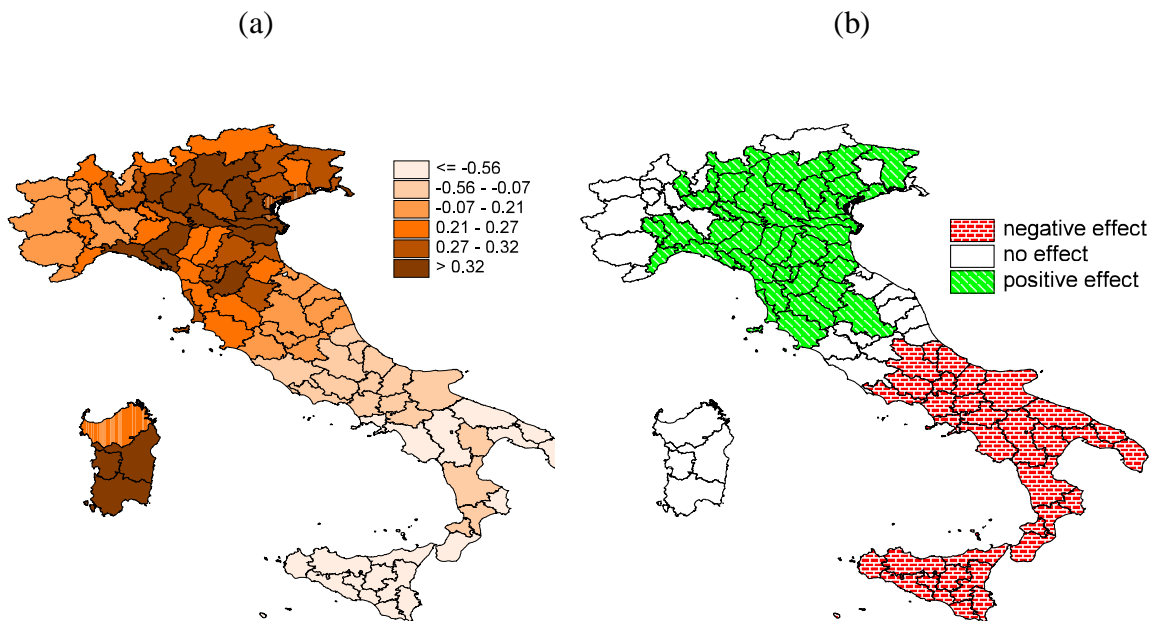 (a)
(b)
<= -0.56
-0.56 - -0.07
-0.07 - 0.21
0.21 - 0.27
0.27 - 0.32
> 0.32
negative effect
no effect
positive effect